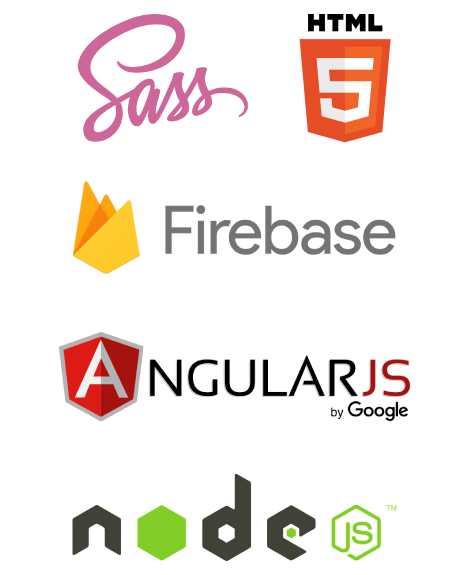 Sass
HTML
5
Firebase
ANGULARJS
by Google
node
JS ™